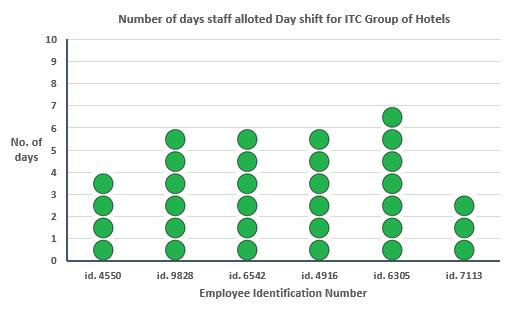 Number of days staff alloted Day shift for ITC Group of Hotels
10
9
8
7
6
5
4
3
2
1
0
No. of
days
id. 4550 id. 9828 id. 6542 id. 4916 id. 6305 id. 7113
Employee Identification Number